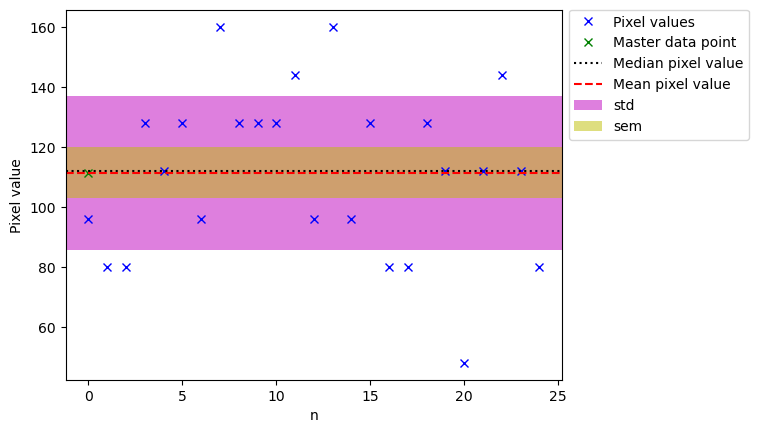 160
140
120
100
80
60
Pixel value
0
5
10
15
20
25
n
Pixel values
Master data point
Median pixel value
Mean pixel value
std
sem